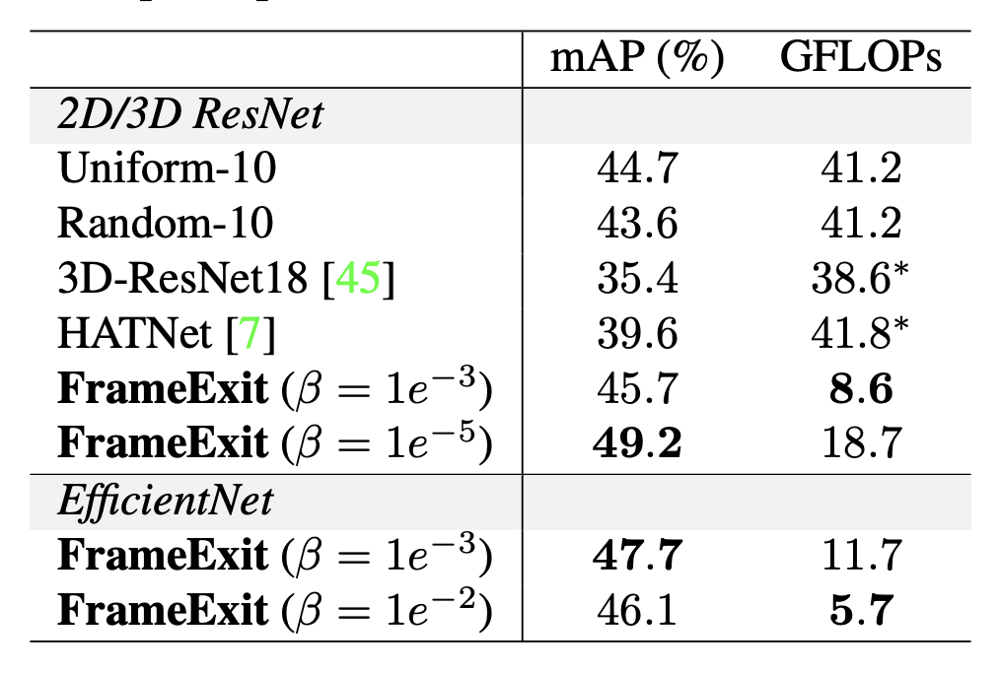 mAP (%) GFLOPs
2D/3D ResNet
Uniform-10 44.7 41.2
Random-10 43.6 41.2
3D-ResNet18 [45] 35.4 38.6*
HATNet [7] 39.6 41.8*
FrameExit (β = 1e⁻³) 45.7 8.6
FrameExit (β = 1e⁻⁵) 49.2 18.7
EfficientNet
FrameExit (β = 1e⁻³) 47.7 11.7
FrameExit (β = 1e⁻²) 46.1 5.7